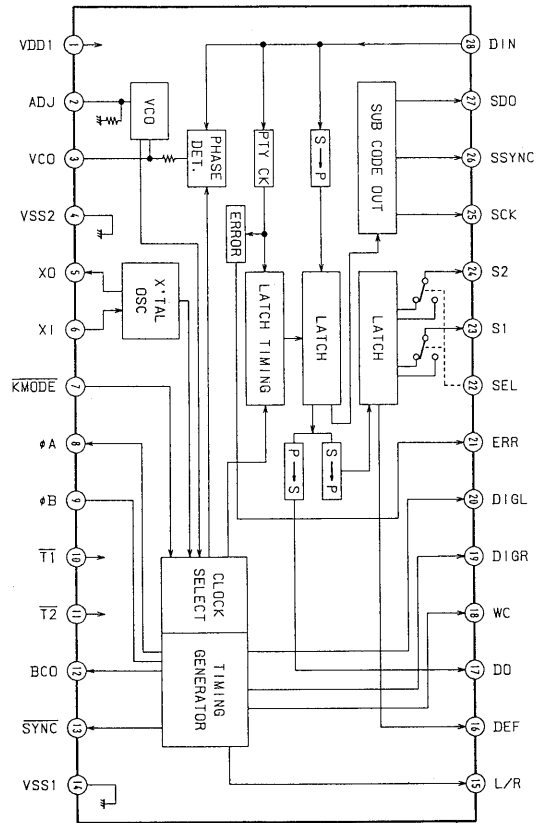 VDD1 1
ADJ 2
VCO 3
VSS2 4
XO 5
XI 6
KMODE 7
φA 8
φB 9
T1 10
T2 11
BCO 12
SYNC 13
VSS1 14
VCO
PHASE DET.
PTY CK
S→P
SUB CODE OUT
ERROR
X'TAL OSC
LATCH TIMING
LATCH
LATCH
P→S
S→P
CLOCK SELECT
TIMING GENERATOR
28 DIN
27 SDO
26 SSYNC
25 SCK
24 S2
23 S1
22 SEL
21 ERR
20 DIGL
19 DIGR
18 WC
17 DO
16 DEF
15 L/R